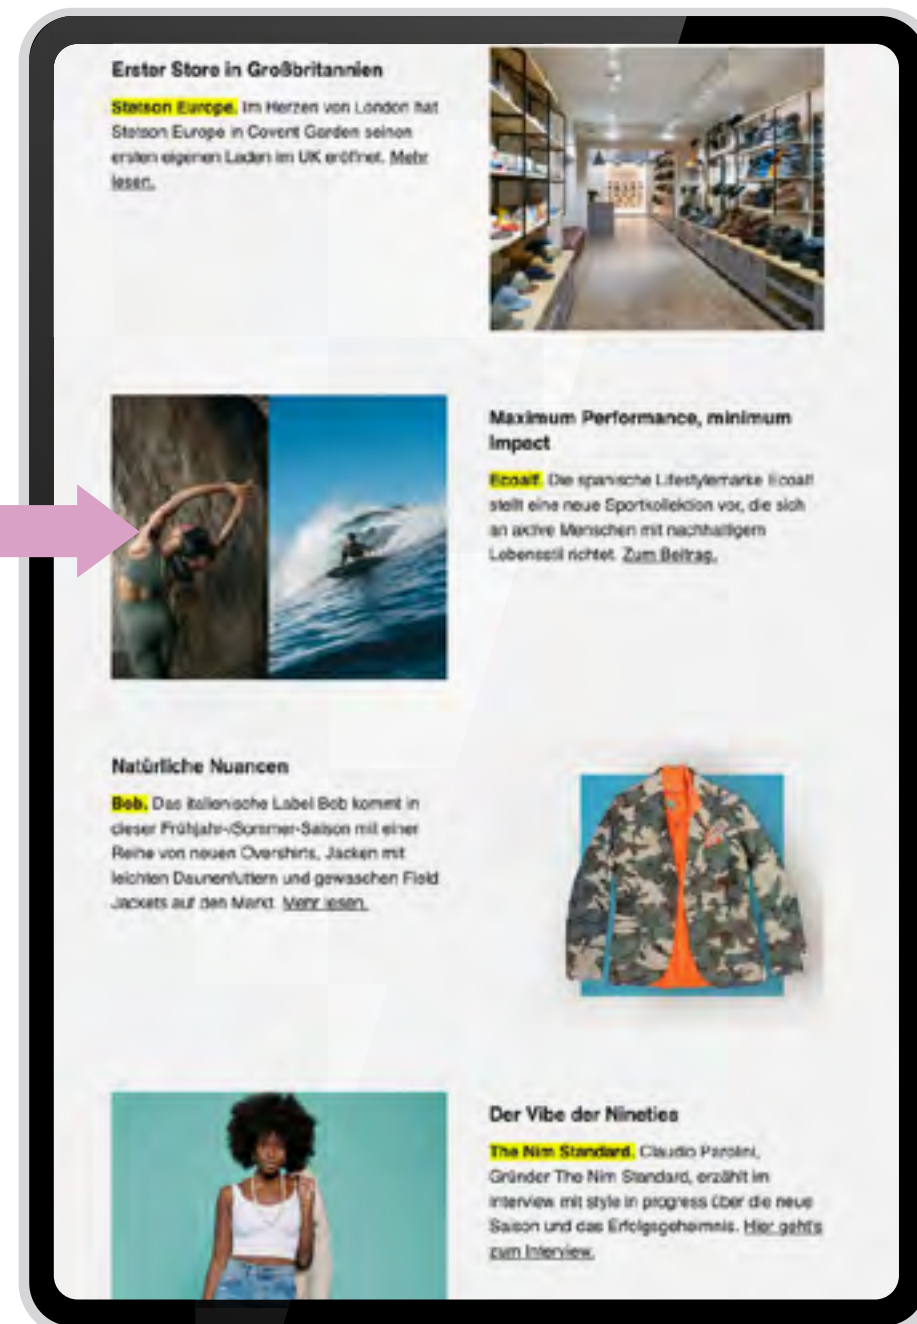 Erster Store in Großbritannien
Stetson Europe. Im Herzen von London hat
Stetson Europe in Covent Garden seinen
ersten eigenen Laden im UK eröffnet. Mehr
lesen.
Maximum Performance, minimum
Impact
Ecoalf. Die spanische Lifestylemarke Ecoalf
stellt eine neue Sportkollektion vor, die sich
an aktive Menschen mit nachhaltigem
Lebensstil richtet. Zum Beitrag.
Natürliche Nuancen
Bob. Das italienische Label Bob kommt in
dieser Frühjahr-/Sommer-Saison mit einer
Reihe von neuen Overshirts, Jacken mit
leichten Daunenfuttern und gewaschen Field
Jackets auf den Markt. Mehr lesen.
Der Vibe der Nineties
The Nim Standard. Claudio Parolini,
Gründer The Nim Standard, erzählt im
Interview mit style in progress über die neue
Saison und das Erfolgsgeheimnis. Hier geht's
zum Interview.